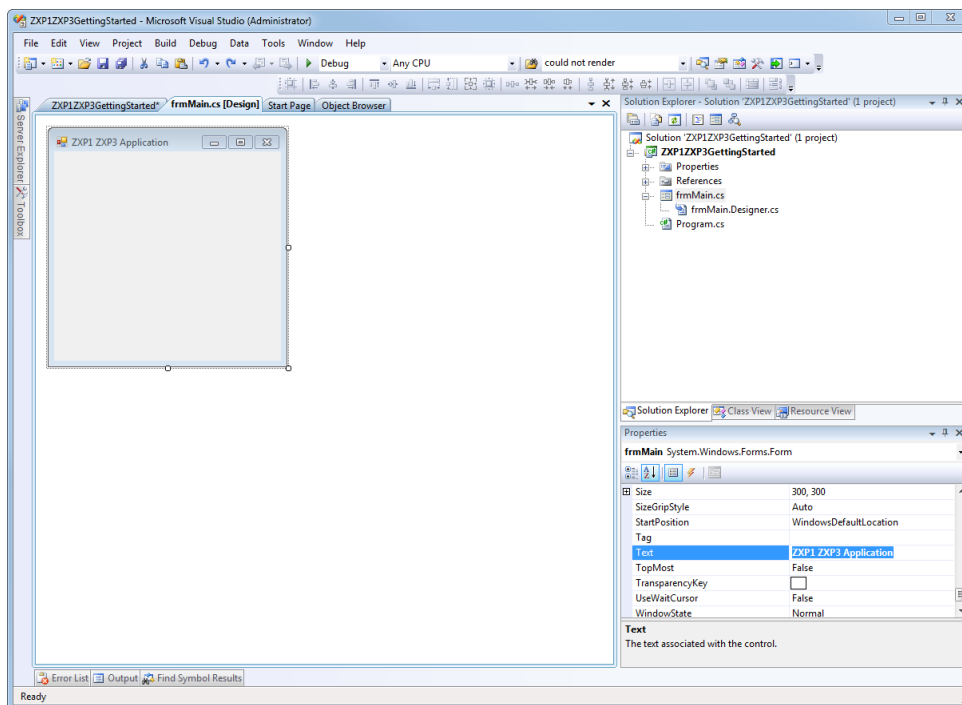 ZXP1ZXP3GettingStarted - Microsoft Visual Studio (Administrator)
File Edit View Project Build Debug Data Tools Window Help
Debug Any CPU could not render
ZXP1ZXP3GettingStarted* frmMain.cs [Design] Start Page Object Browser
Server Explorer
Toolbox
ZXP1 ZXP3 Application
Solution Explorer - Solution 'ZXP1ZXP3GettingStarted' (1 project)
Solution 'ZXP1ZXP3GettingStarted' (1 project)
ZXP1ZXP3GettingStarted
Properties
References
frmMain.cs
frmMain.Designer.cs
Program.cs
Solution Explorer Class View Resource View
Properties
frmMain System.Windows.Forms.Form
Size 300, 300
SizeGripStyle Auto
StartPosition WindowsDefaultLocation
Tag
Text ZXP1 ZXP3 Application
TopMost False
TransparencyKey
UseWaitCursor False
WindowState Normal
Text
The text associated with the control.
Error List Output Find Symbol Results
Ready